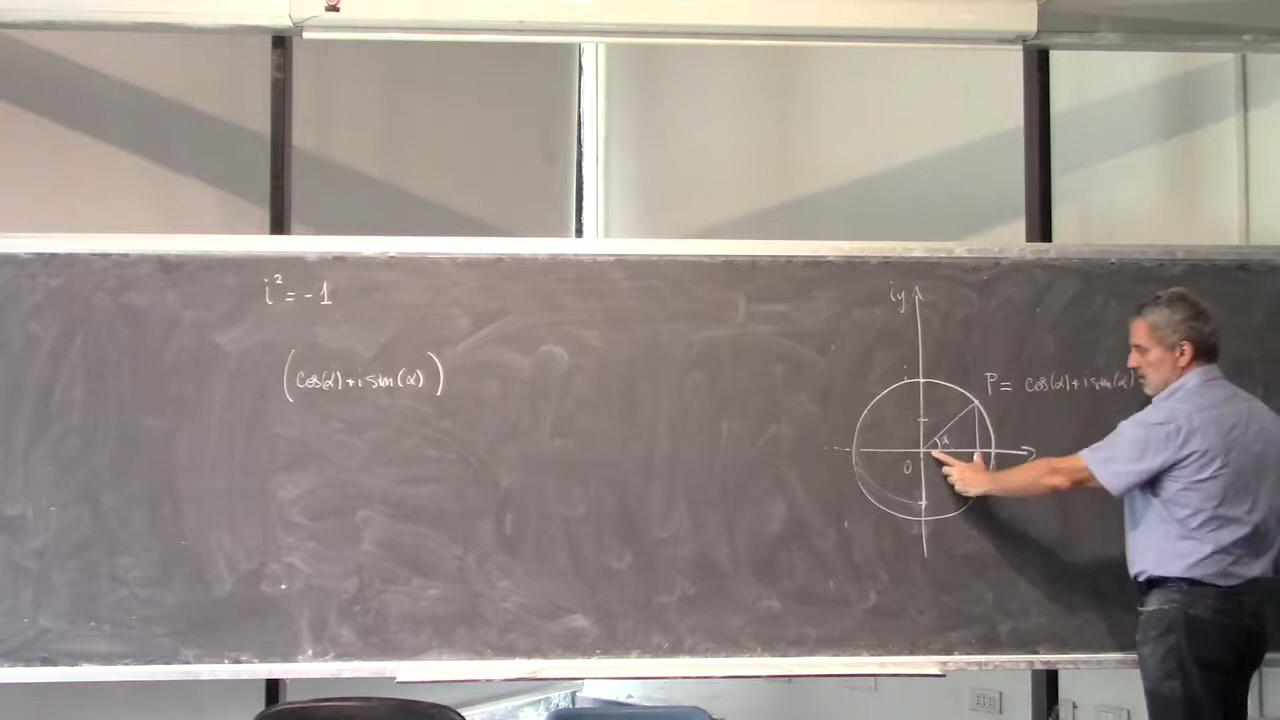 i² = -1
(cos(α)+i sin(α))
iy
i
P = cos(α)+i sin(α)
α
0